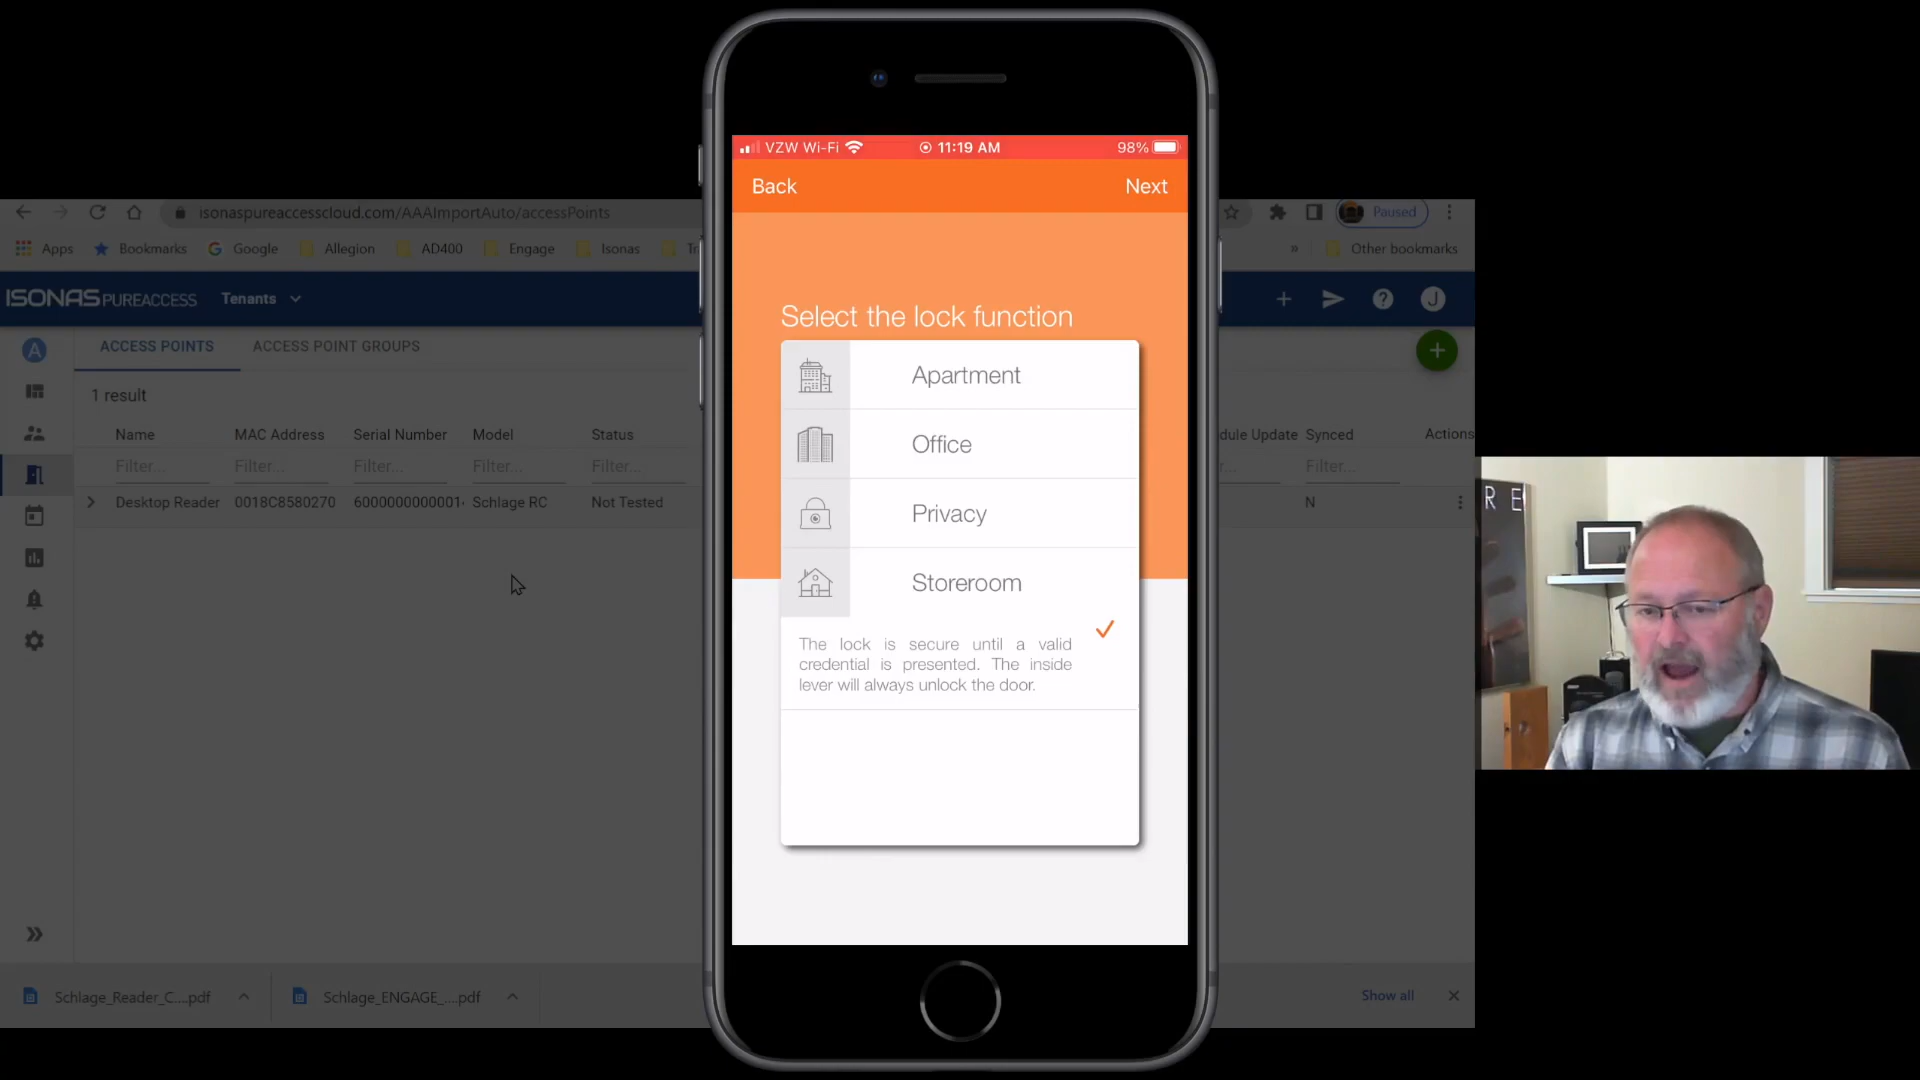 VZW Wi-Fi
11:19 AM
98%
Back
Next
Select the lock function
Apartment
Office
Privacy
Storeroom
The lock is secure until a valid
credential is presented. The inside
lever will always unlock the door.
isonaspureaccesscloud.com/AAAImportAuto/accessPoints
Paused
Apps
Bookmarks
Google
Allegion
AD400
Engage
Isonas
»
Other bookmarks
ISONAS PUREACCESS
Tenants
J
A
ACCESS POINTS
ACCESS POINT GROUPS
1 result
Name
MAC Address
Serial Number
Model
Status
dule Update
Synced
Actions
Filter...
Filter...
Filter...
Filter...
Filter...
Filter...
Desktop Reader
0018C8580270
6000000000001
Schlage RC
Not Tested
N
Schlage_Reader_C....pdf
Schlage_ENGAGE_....pdf
Show all
R E